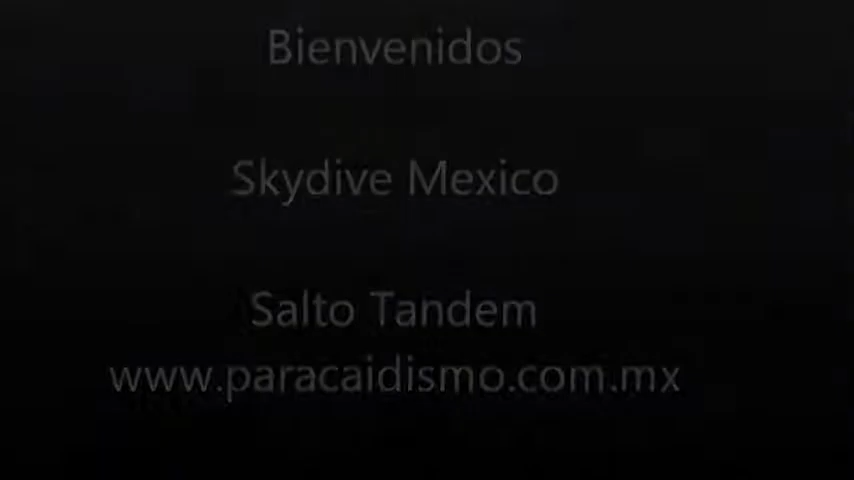 Bienvenidos
Skydive Mexico
Salto Tandem
www.paracaidismo.com.mx